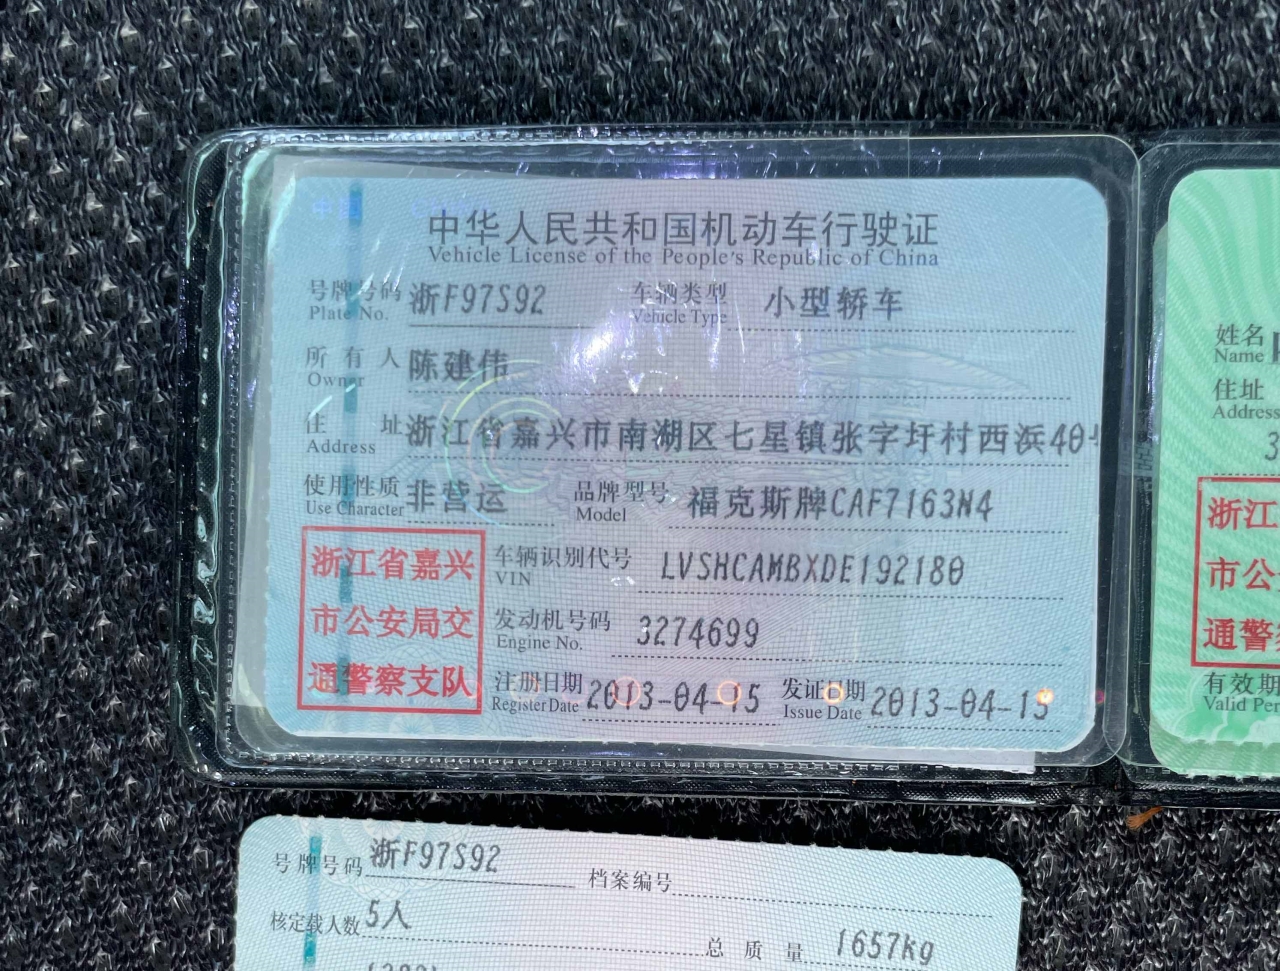 中华人民共和国机动车行驶证
Vehicle License of the People's Republic of China
号牌号码 浙F97S92 车辆类型 小型轿车
Plate No. Vehicle Type
所有人 陈建伟
Owner
住址 浙江省嘉兴市南湖区七星镇张字圩村西浜40
Address
使用性质 非营运 品牌型号 福克斯牌CAF7163N4
Use Character Model
浙江省嘉兴
市公安局交
通警察支队
车辆识别代号 LVSHCAMBXDE192180
VIN
发动机号码 3274699
Engine No.
注册日期 2013-04-15 发证日期 2013-04-15
Register Date Issue Date
姓名
Name
住址
Address
3
浙江
市公
通警
有效期
Valid Per
号牌号码 浙F97S92 档案编号
核定载人数 5人 总质量 1657kg